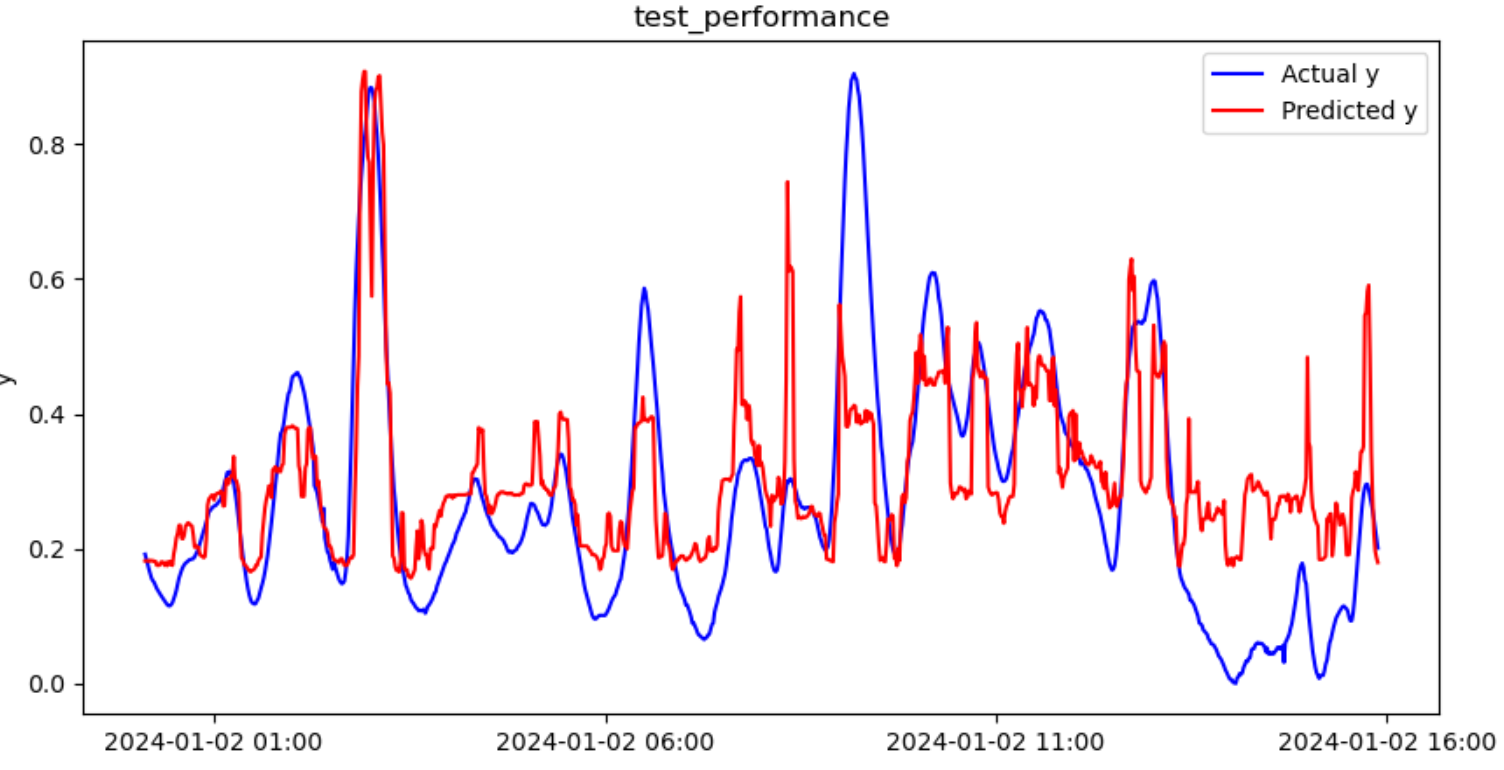 test_performance
Actual y
Predicted y
0.8
0.6
0.4
0.2
0.0
y
2024-01-02 01:00
2024-01-02 06:00
2024-01-02 11:00
2024-01-02 16:00